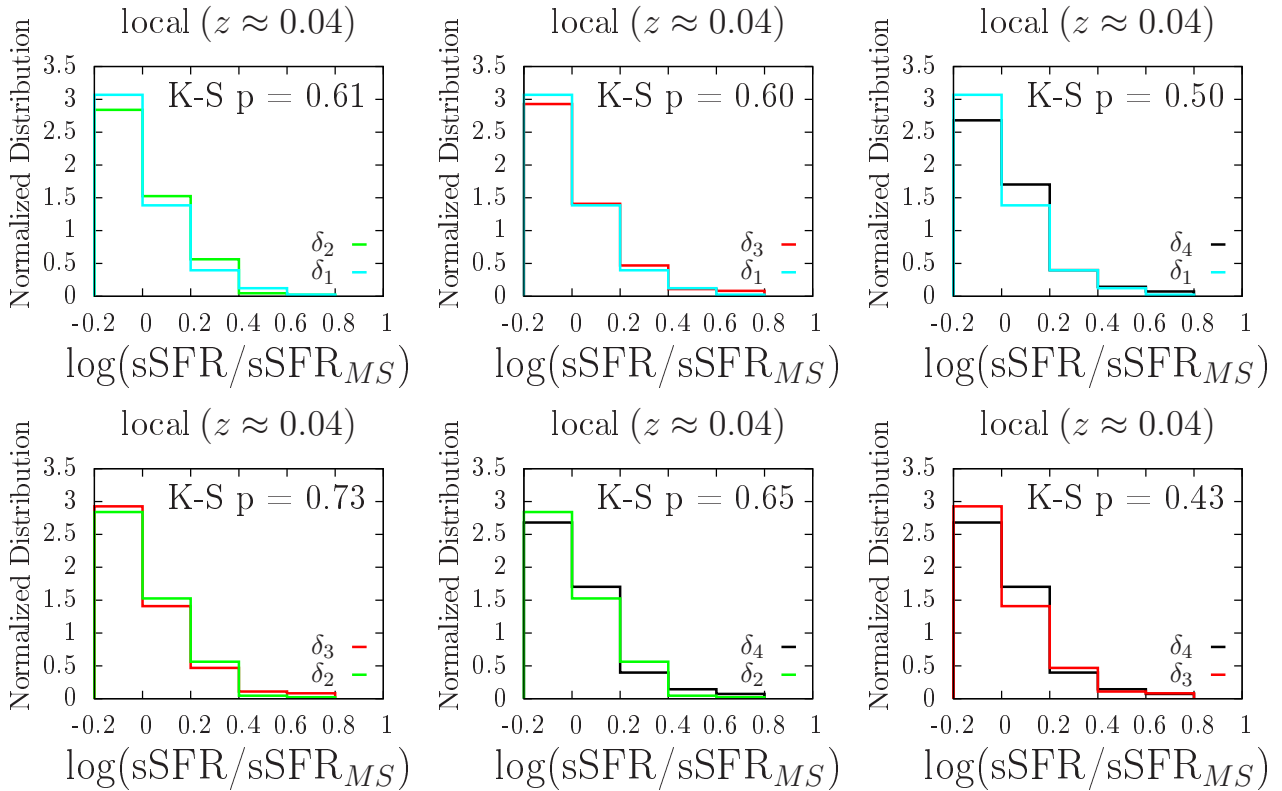 local (z ≈ 0.04)
Normalized Distribution
3.5
3
2.5
2
1.5
1
0.5
0
K-S p = 0.61
δ2
δ1
-0.2 0 0.2 0.4 0.6 0.8 1
log(sSFR/sSFRMS)
local (z ≈ 0.04)
Normalized Distribution
3.5
3
2.5
2
1.5
1
0.5
0
K-S p = 0.60
δ3
δ1
-0.2 0 0.2 0.4 0.6 0.8 1
log(sSFR/sSFRMS)
local (z ≈ 0.04)
Normalized Distribution
3.5
3
2.5
2
1.5
1
0.5
0
K-S p = 0.50
δ4
δ1
-0.2 0 0.2 0.4 0.6 0.8 1
log(sSFR/sSFRMS)
local (z ≈ 0.04)
Normalized Distribution
3.5
3
2.5
2
1.5
1
0.5
0
K-S p = 0.73
δ3
δ2
-0.2 0 0.2 0.4 0.6 0.8 1
log(sSFR/sSFRMS)
local (z ≈ 0.04)
Normalized Distribution
3.5
3
2.5
2
1.5
1
0.5
0
K-S p = 0.65
δ4
δ2
-0.2 0 0.2 0.4 0.6 0.8 1
log(sSFR/sSFRMS)
local (z ≈ 0.04)
Normalized Distribution
3.5
3
2.5
2
1.5
1
0.5
0
K-S p = 0.43
δ4
δ3
-0.2 0 0.2 0.4 0.6 0.8 1
log(sSFR/sSFRMS)